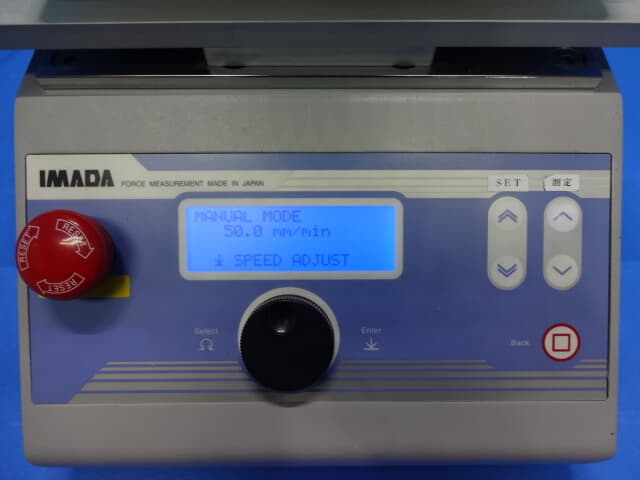 IMADA FORCE MEASUREMENT MADE IN JAPAN
SET
測定
MANUAL MODE
50.0 mm/min
SPEED ADJUST
RESET
RESET
RESET
Select
Enter
Back